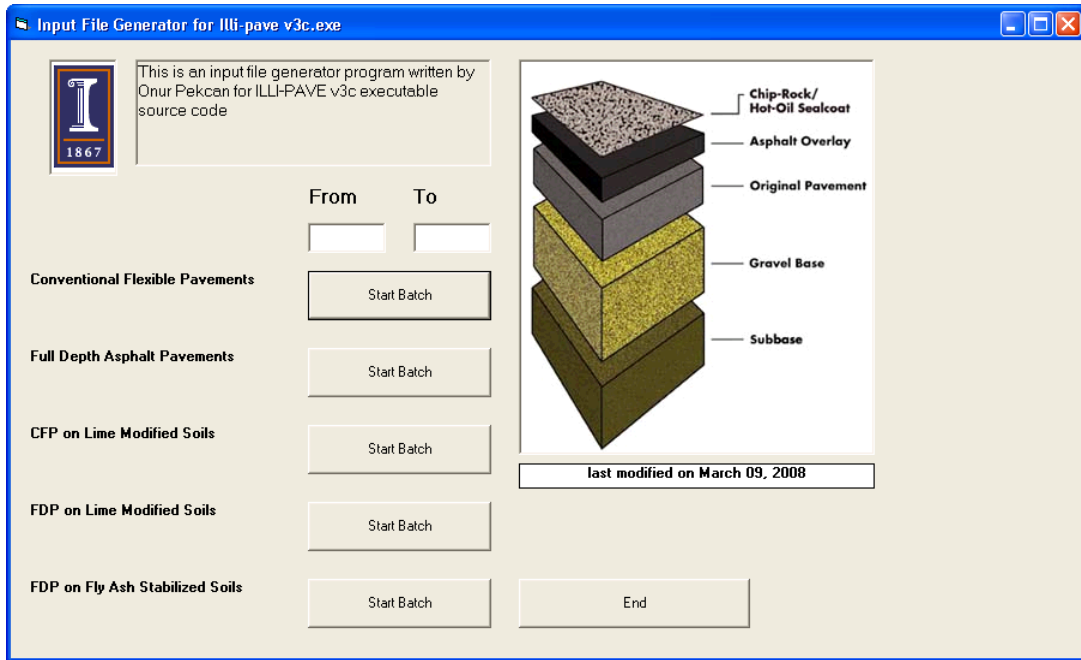 Input File Generator for Illi-pave v3c.exe
This is an input file generator program written by
Onur Pekcan for ILLI-PAVE v3c executable
source code
I
1867
From To
Conventional Flexible Pavements
Start Batch
Full Depth Asphalt Pavements
Start Batch
CFP on Lime Modified Soils
Start Batch
FDP on Lime Modified Soils
Start Batch
FDP on Fly Ash Stabilized Soils
Start Batch
Chip-Rock/
Hot-Oil Sealcoat
Asphalt Overlay
Original Pavement
Gravel Base
Subbase
last modified on March 09, 2008
End